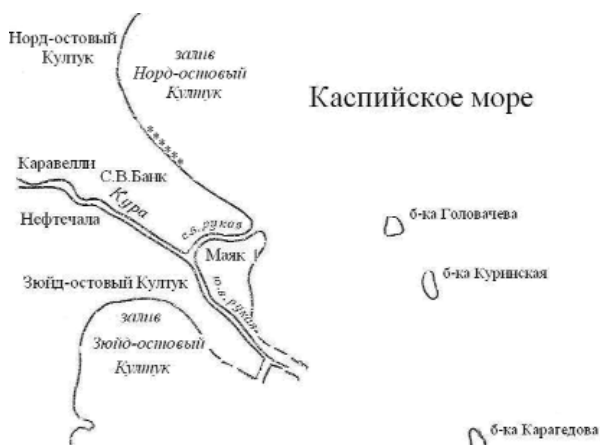 Норд-остовый
Култук
залив
Норд-остовый
Култук
Каспийское море
Каравелли
С.В.Банк
Кура
Нефтечала
с.в. рукав
Маяк
б-ка Головачева
б-ка Куринская
Зюйд-остовый Култук
ю.в. рукав
залив
Зюйд-остовый
Култук
б-ка Карагедова